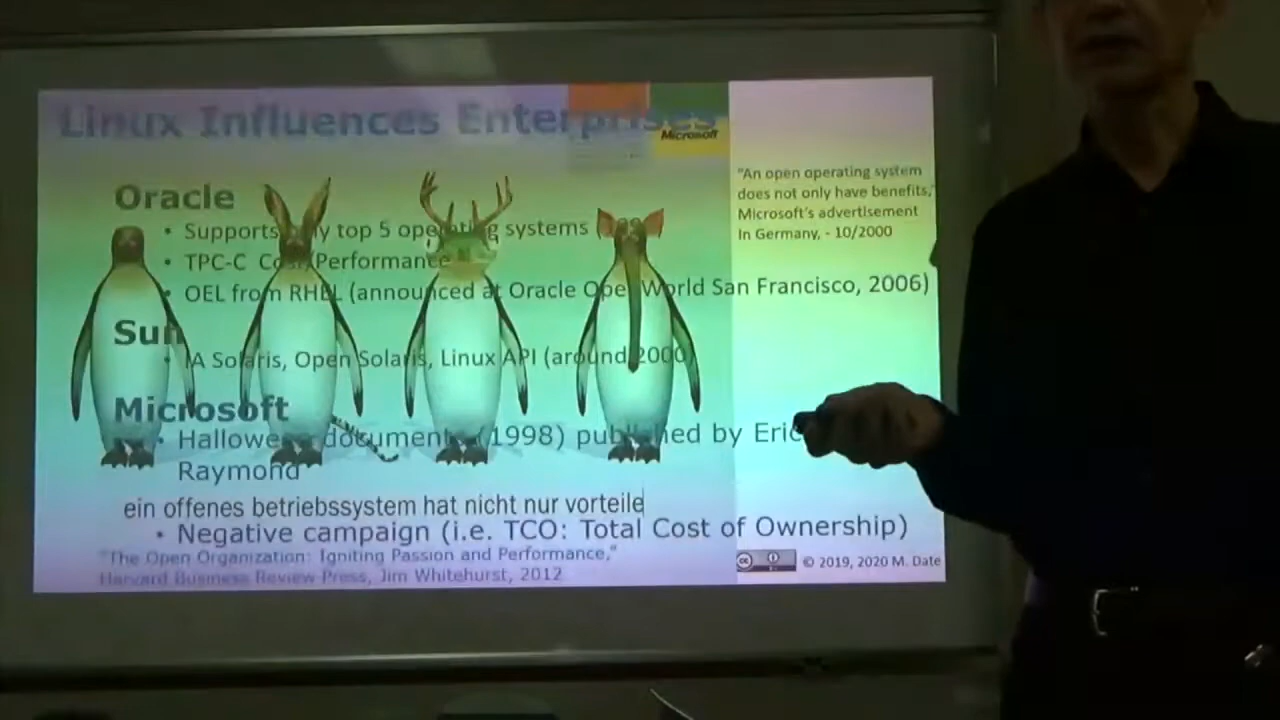 Linux Influences Enterprises
Microsoft
"An open operating system
does not only have benefits,"
Microsoft's advertisement
In Germany, - 10/2000
Oracle
• Supports only top 5 operating systems
• TPC-C Cost/Performance
• OEL from RHEL (announced at Oracle Open World San Francisco, 2006)
Sun
• IA Solaris, Open Solaris, Linux API (around 2000)
Microsoft
• Halloween documents (1998) published by Eric
Raymond
ein offenes betriebssystem hat nicht nur vorteile
• Negative campaign (i.e. TCO: Total Cost of Ownership)
"The Open Organization: Igniting Passion and Performance,"
Harvard Business Review Press, Jim Whitehurst, 2012
cc
© 2019, 2020 M. Date